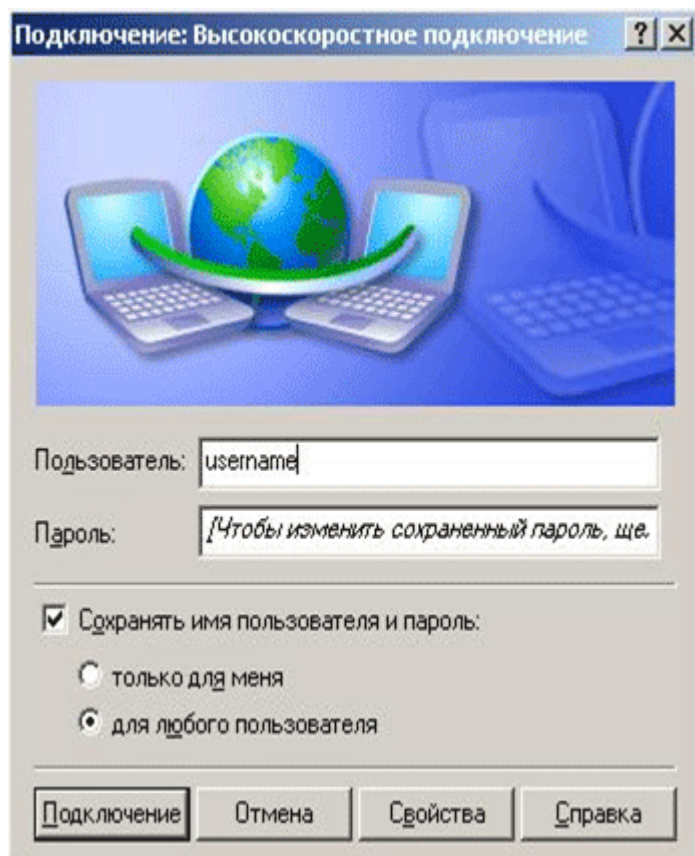 Подключение: Высокоскоростное подключение
Пользователь: username
Пароль: [Чтобы изменить сохраненный пароль, ще.
Сохранять имя пользователя и пароль:
только для меня
для любого пользователя
Подключение Отмена Свойства Справка